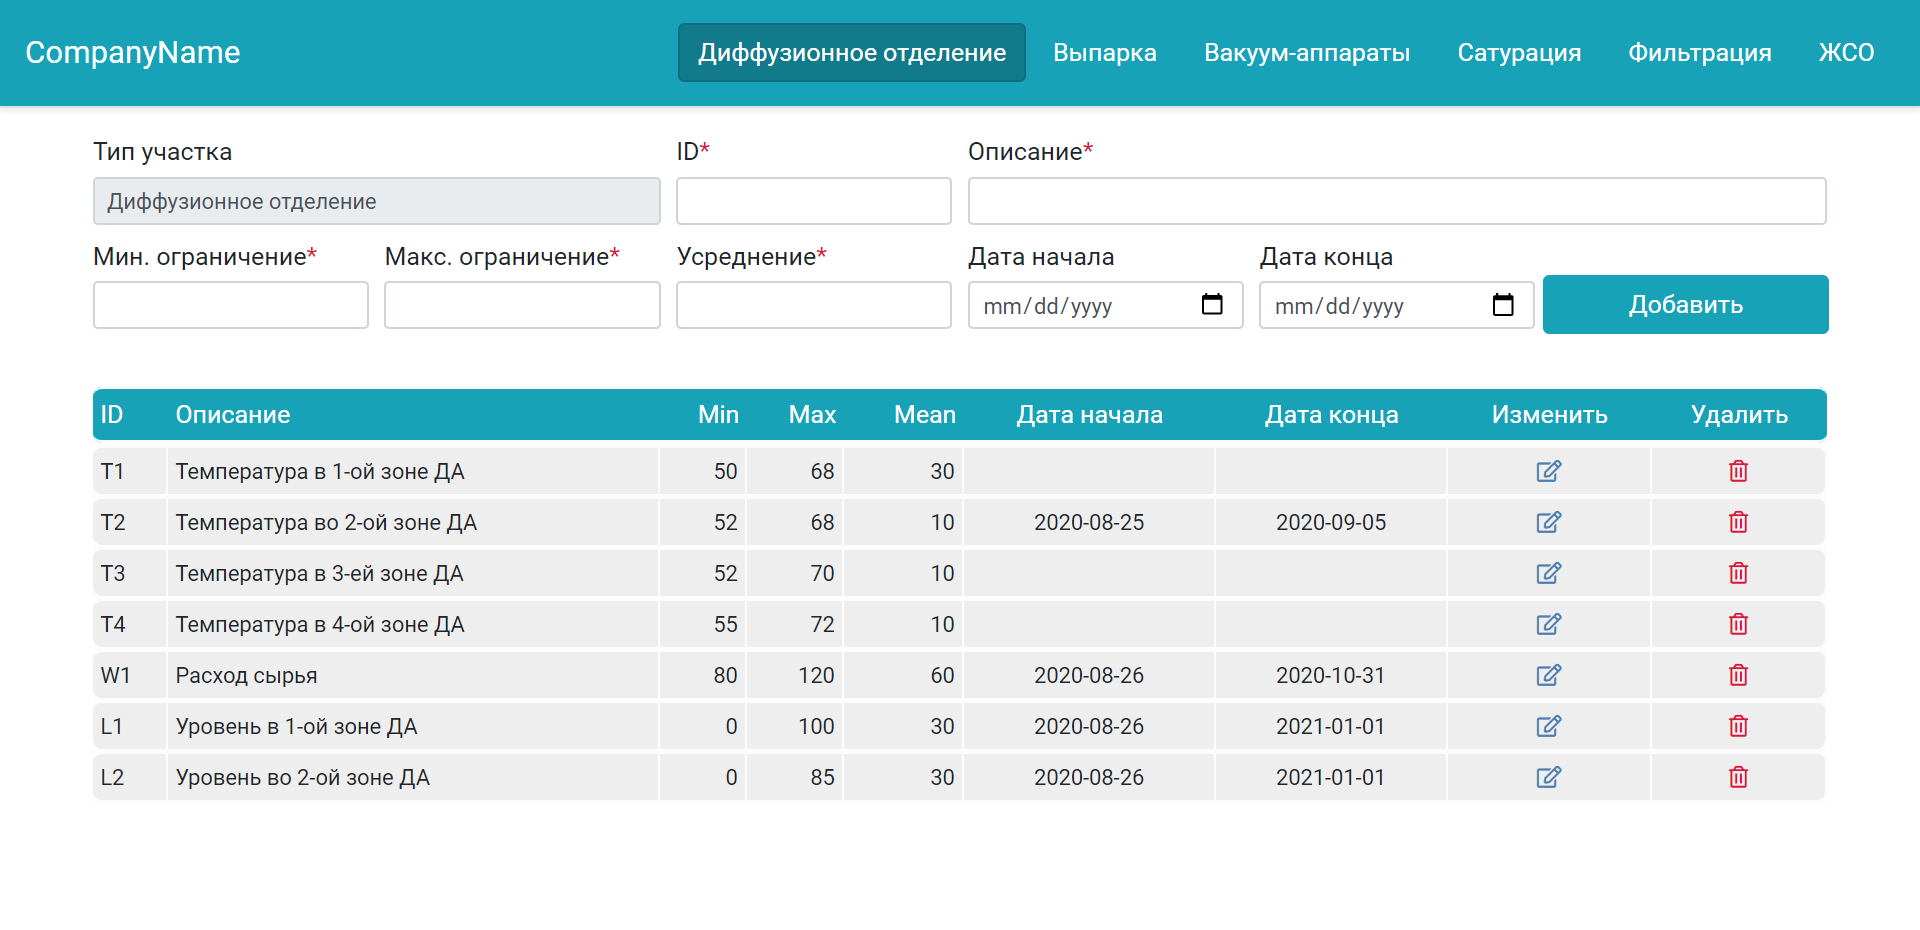 CompanyName Диффузионное отделение Выпарка Вакуум-аппараты Сатурация Фильтрация ЖСО
Тип участка ID* Описание*
Диффузионное отделение
Мин. ограничение* Макс. ограничение* Усреднение* Дата начала Дата конца
mm/dd/yyyy mm/dd/yyyy Добавить
ID Описание Min Max Mean Дата начала Дата конца Изменить Удалить
T1 Температура в 1-ой зоне ДА 50 68 30
T2 Температура во 2-ой зоне ДА 52 68 10 2020-08-25 2020-09-05
T3 Температура в 3-ей зоне ДА 52 70 10
T4 Температура в 4-ой зоне ДА 55 72 10
W1 Расход сырья 80 120 60 2020-08-26 2020-10-31
L1 Уровень в 1-ой зоне ДА 0 100 30 2020-08-26 2021-01-01
L2 Уровень во 2-ой зоне ДА 0 85 30 2020-08-26 2021-01-01